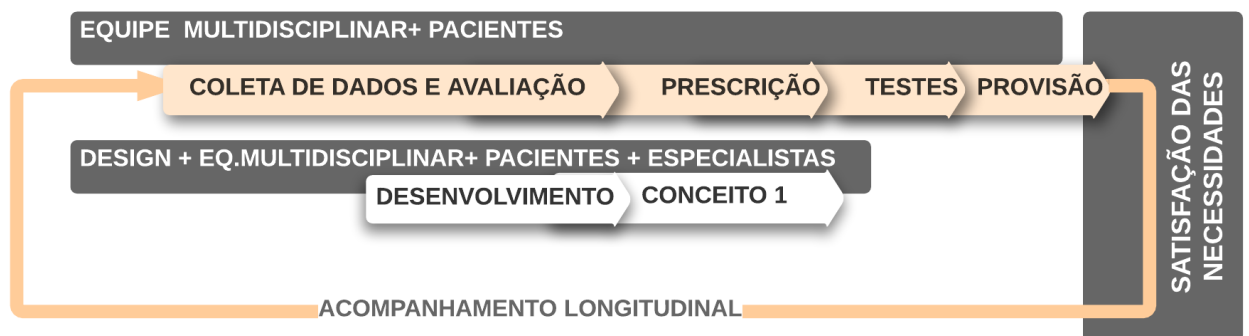 EQUIPE MULTIDISCIPLINAR+ PACIENTES
COLETA DE DADOS E AVALIAÇÃO
PRESCRIÇÃO
TESTES
PROVISÃO
DESIGN + EQ.MULTIDISCIPLINAR+ PACIENTES + ESPECIALISTAS
DESENVOLVIMENTO
CONCEITO 1
ACOMPANHAMENTO LONGITUDINAL
SATISFAÇÃO DAS
NECESSIDADES